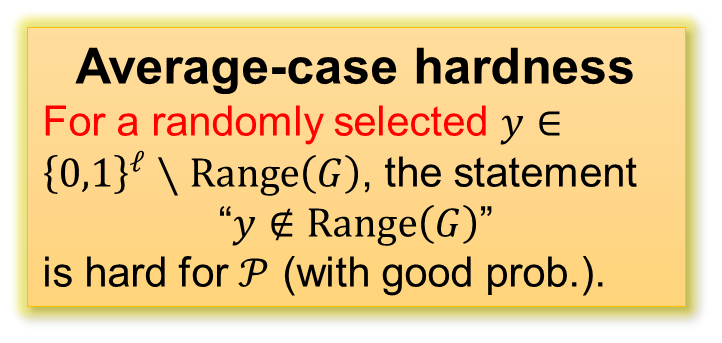 Average-case hardness
For a randomly selected 𝑦 ∈
{0,1}^ℓ ∖ Range(𝐺), the statement
“𝑦 ∉ Range(𝐺)”
is hard for 𝒫 (with good prob.).